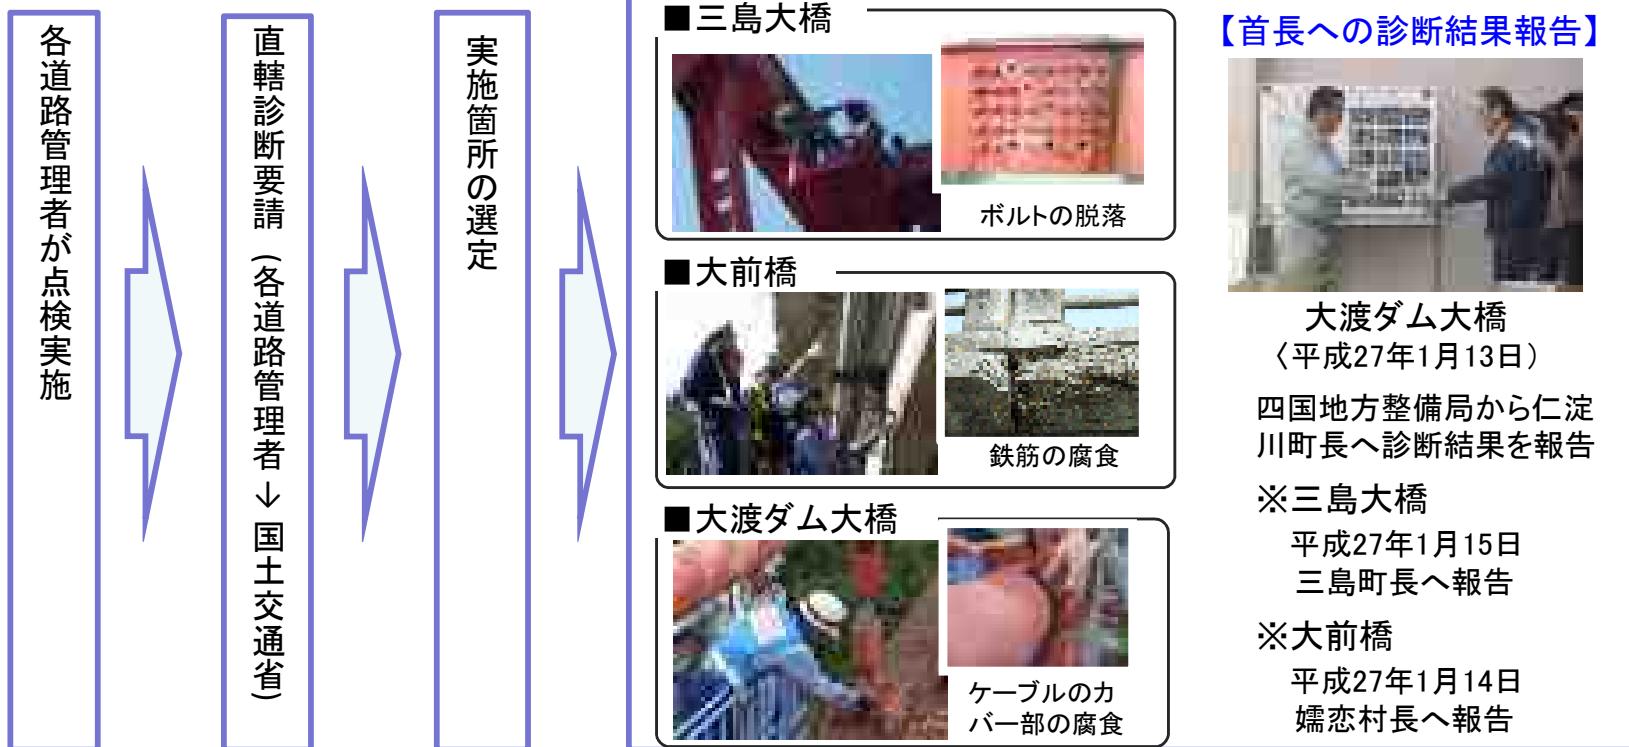 各道路管理者が点検実施
直轄診断要請（各道路管理者→国土交通省）
実施箇所の選定
■三島大橋
ボルトの脱落
■大前橋
鉄筋の腐食
■大渡ダム大橋
ケーブルのカ
バー部の腐食
【首長への診断結果報告】
大渡ダム大橋
〈平成27年1月13日）
四国地方整備局から仁淀
川町長へ診断結果を報告
※三島大橋
平成27年1月15日
三島町長へ報告
※大前橋
平成27年1月14日
嬬恋村長へ報告